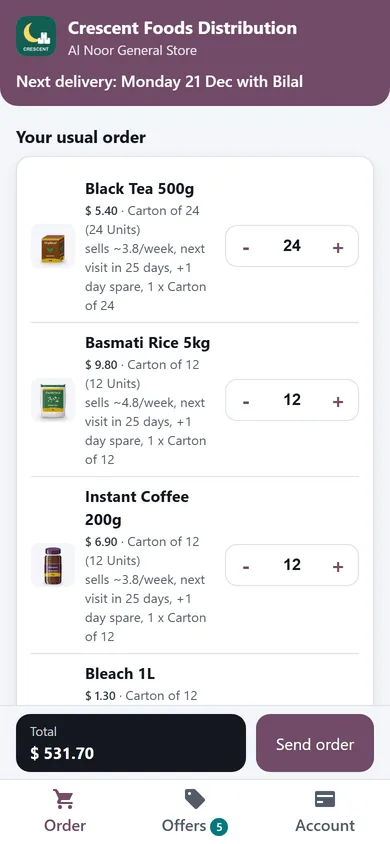 CRESCENT
Crescent Foods Distribution
Al Noor General Store
Next delivery: Monday 21 Dec with Bilal
Your usual order
Black Tea 500g
$ 5.40 · Carton of 24
(24 Units)
sells ~3.8/week, next
visit in 25 days, +1
day spare, 1 x Carton
of 24
- 24 +
Basmati Rice 5kg
$ 9.80 · Carton of 12
(12 Units)
sells ~4.8/week, next
visit in 25 days, +1
day spare, 1 x Carton
of 12
- 12 +
Instant Coffee
200g
$ 6.90 · Carton of 12
(12 Units)
sells ~3.8/week, next
visit in 25 days, +1
day spare, 1 x Carton
of 12
- 12 +
Bleach 1L
$ 1.30 · Carton of 12
Total
$ 531.70
Send order
Order
Offers 5
Account